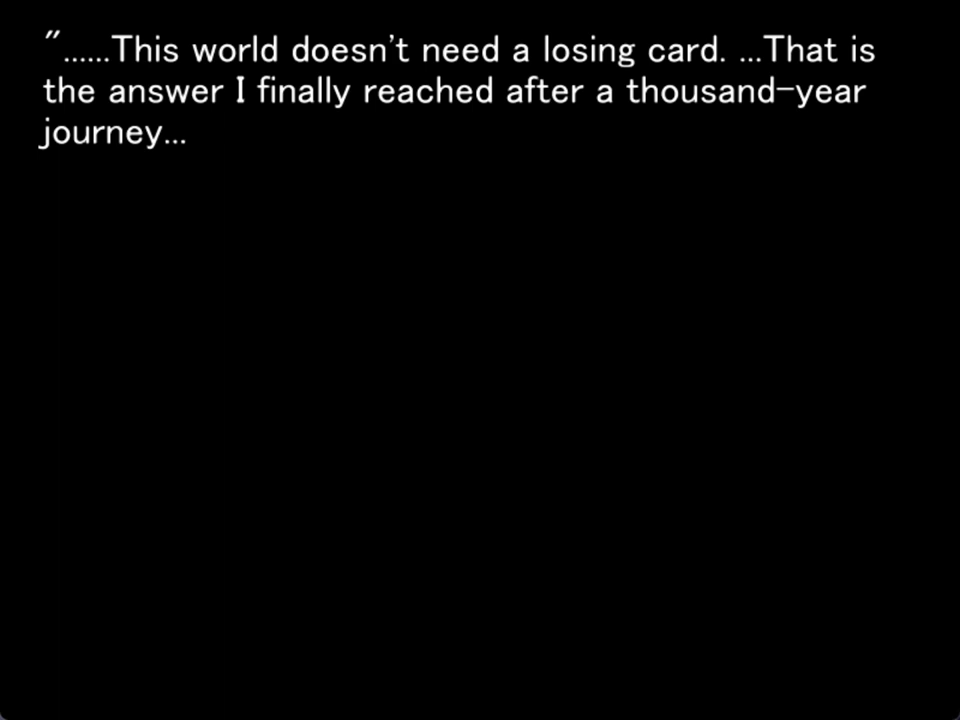 "......This world doesn't need a losing card. ...That is
the answer I finally reached after a thousand-year
journey...